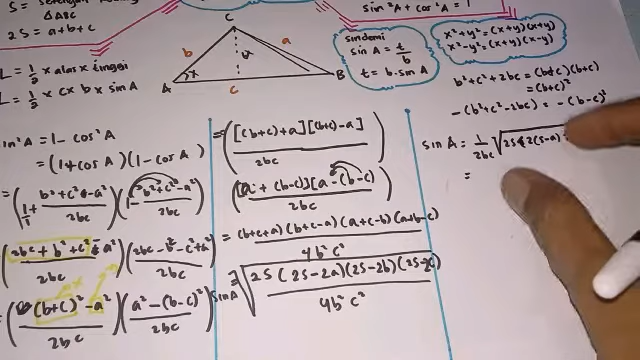 ΔABC
2S = a+b+c
L = 1/2 x alas x tinggi
L = 1/2 x c x b x sin A
C
b
a
A
x
c
B
sin²A + cos²A = 1
sindemi
sin A = t/b
t = b.sin A
x²+y² = (x+y)(x+y)
x²-y² = (x+y)(x-y)
b²+c²+2bc = (b+c)(b+c)
= (b+c)²
-(b²+c²-2bc) = -(b-c)²
sin²A = 1 - cos²A
= (1+cos A)(1-cos A)
= (1/1 + b²+c²-a²/2bc)(1 - b²+c²-a²/2bc)
(2bc+b²+c²-a²/2bc)(2bc-b²-c²+a²/2bc)
= ((b+c)²-a²/2bc)(a²-(b-c)²/2bc)
= ([(b+c)+a][(b+c)-a]/2bc)
([a+(b-c)][a-(b-c)]/2bc)
= (b+c+a)(b+c-a)(a+c-b)(a+b-c)/4b²c²
sin A = √2S(2S-2a)(2S-2b)(2S-2c)/4b²c²
sin A = 1/2bc √2S 2(S-a)
=